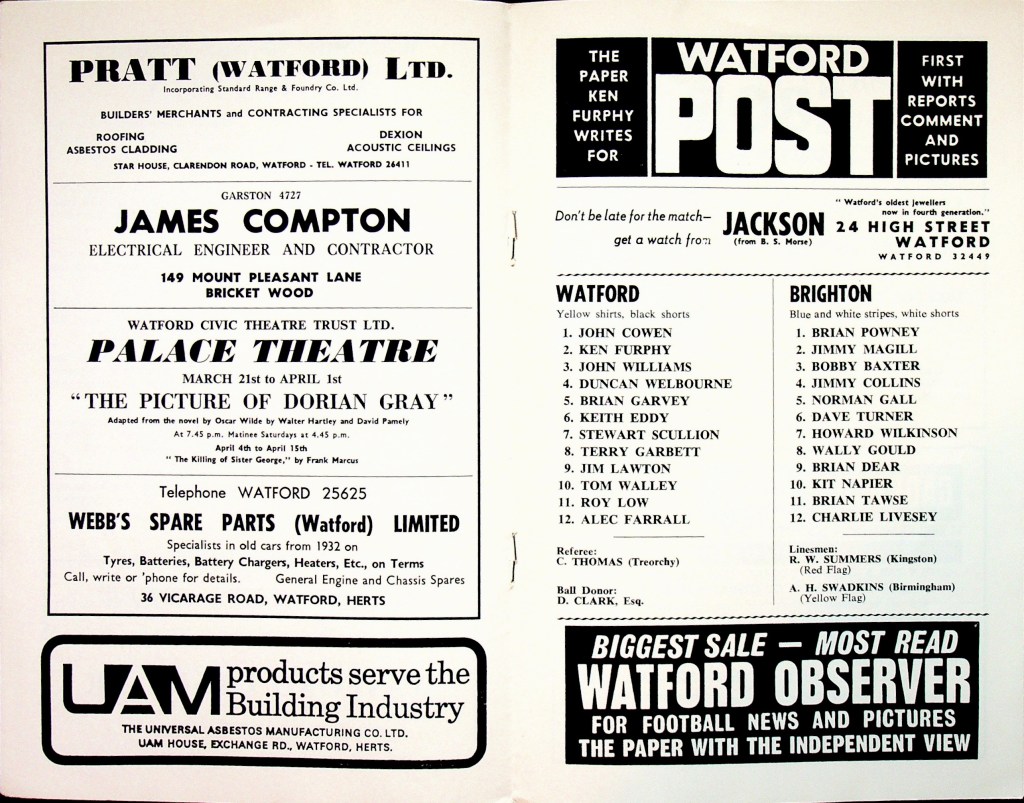 PRATT (WATFORD) LTD.
Incorporating Standard Range & Foundry Co. Ltd.
BUILDERS' MERCHANTS and CONTRACTING SPECIALISTS FOR
ROOFING
ASBESTOS CLADDING
DEXION
ACOUSTIC CEILINGS
STAR HOUSE, CLARENDON ROAD, WATFORD - TEL. WATFORD 26411
GARSTON 4727
JAMES COMPTON
ELECTRICAL ENGINEER AND CONTRACTOR
149 MOUNT PLEASANT LANE
BRICKET WOOD
WATFORD CIVIC THEATRE TRUST LTD.
PALACE THEATRE
MARCH 21st to APRIL 1st
"THE PICTURE OF DORIAN GRAY"
Adapted from the novel by Oscar Wilde by Walter Hartley and David Pamely
At 7.45 p.m. Matinee Saturdays at 4.45 p.m.
April 4th to April 15th
"The Killing of Sister George," by Frank Marcus
Telephone WATFORD 25625
WEBB'S SPARE PARTS (Watford) LIMITED
Specialists in old cars from 1932 on
Tyres, Batteries, Battery Chargers, Heaters, Etc., on Terms
Call, write or 'phone for details. General Engine and Chassis Spares
36 VICARAGE ROAD, WATFORD, HERTS
UAM products serve the
Building Industry
THE UNIVERSAL ASBESTOS MANUFACTURING CO. LTD.
UAM HOUSE, EXCHANGE RD., WATFORD, HERTS.
THE
PAPER
KEN
FURPHY
WRITES
FOR
WATFORD
POST
FIRST
WITH
REPORTS
COMMENT
AND
PICTURES
Don't be late for the match—
get a watch from
JACKSON
(from B. S. Morse)
"Watford's oldest jewellers
now in fourth generation."
24 HIGH STREET
WATFORD
WATFORD 32449
WATFORD
Yellow shirts, black shorts
1. JOHN COWEN
2. KEN FURPHY
3. JOHN WILLIAMS
4. DUNCAN WELBOURNE
5. BRIAN GARVEY
6. KEITH EDDY
7. STEWART SCULLION
8. TERRY GARBETT
9. JIM LAWTON
10. TOM WALLEY
11. ROY LOW
12. ALEC FARRALL
Referee:
C. THOMAS (Treorchy)
Ball Donor:
D. CLARK, Esq.
BRIGHTON
Blue and white stripes, white shorts
1. BRIAN POWNEY
2. JIMMY MAGILL
3. BOBBY BAXTER
4. JIMMY COLLINS
5. NORMAN GALL
6. DAVE TURNER
7. HOWARD WILKINSON
8. WALLY GOULD
9. BRIAN DEAR
10. KIT NAPIER
11. BRIAN TAWSE
12. CHARLIE LIVESEY
Linesmen:
R. W. SUMMERS (Kingston)
(Red Flag)
A. H. SWADKINS (Birmingham)
(Yellow Flag)
BIGGEST SALE — MOST READ
WATFORD OBSERVER
FOR FOOTBALL NEWS AND PICTURES
THE PAPER WITH THE INDEPENDENT VIEW